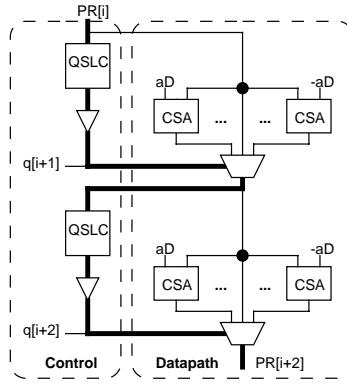 PR[i]
QSLC
aD
-aD
CSA
...
...
CSA
q[i+1]
QSLC
aD
-aD
CSA
...
...
CSA
q[i+2]
Control
Datapath
PR[i+2]